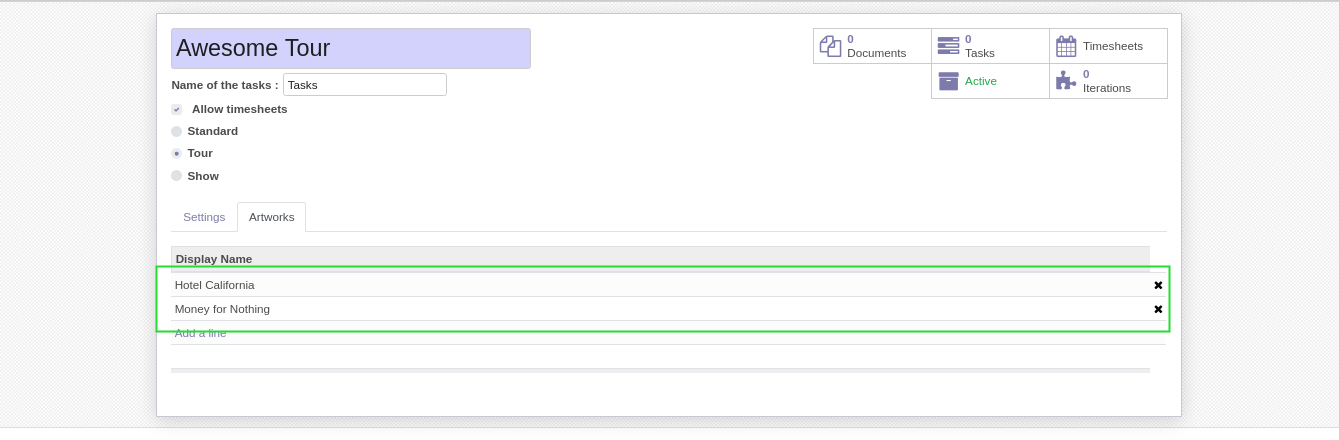 Awesome Tour
0
Documents
0
Tasks
Timesheets
Active
0
Iterations
Name of the tasks : Tasks
Allow timesheets
Standard
Tour
Show
Settings Artworks
Display Name
Hotel California
Money for Nothing
Add a line